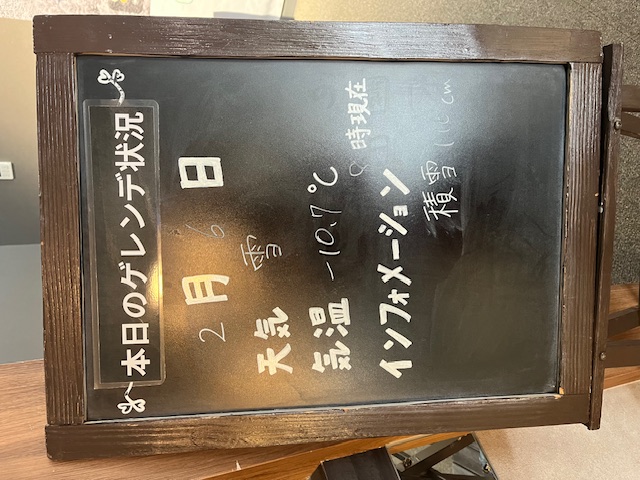 本日のゲレンデ状況
2月6日
天気 雪
気温 -10.7℃ 8時現在
インフォメーション
積雪 111cm